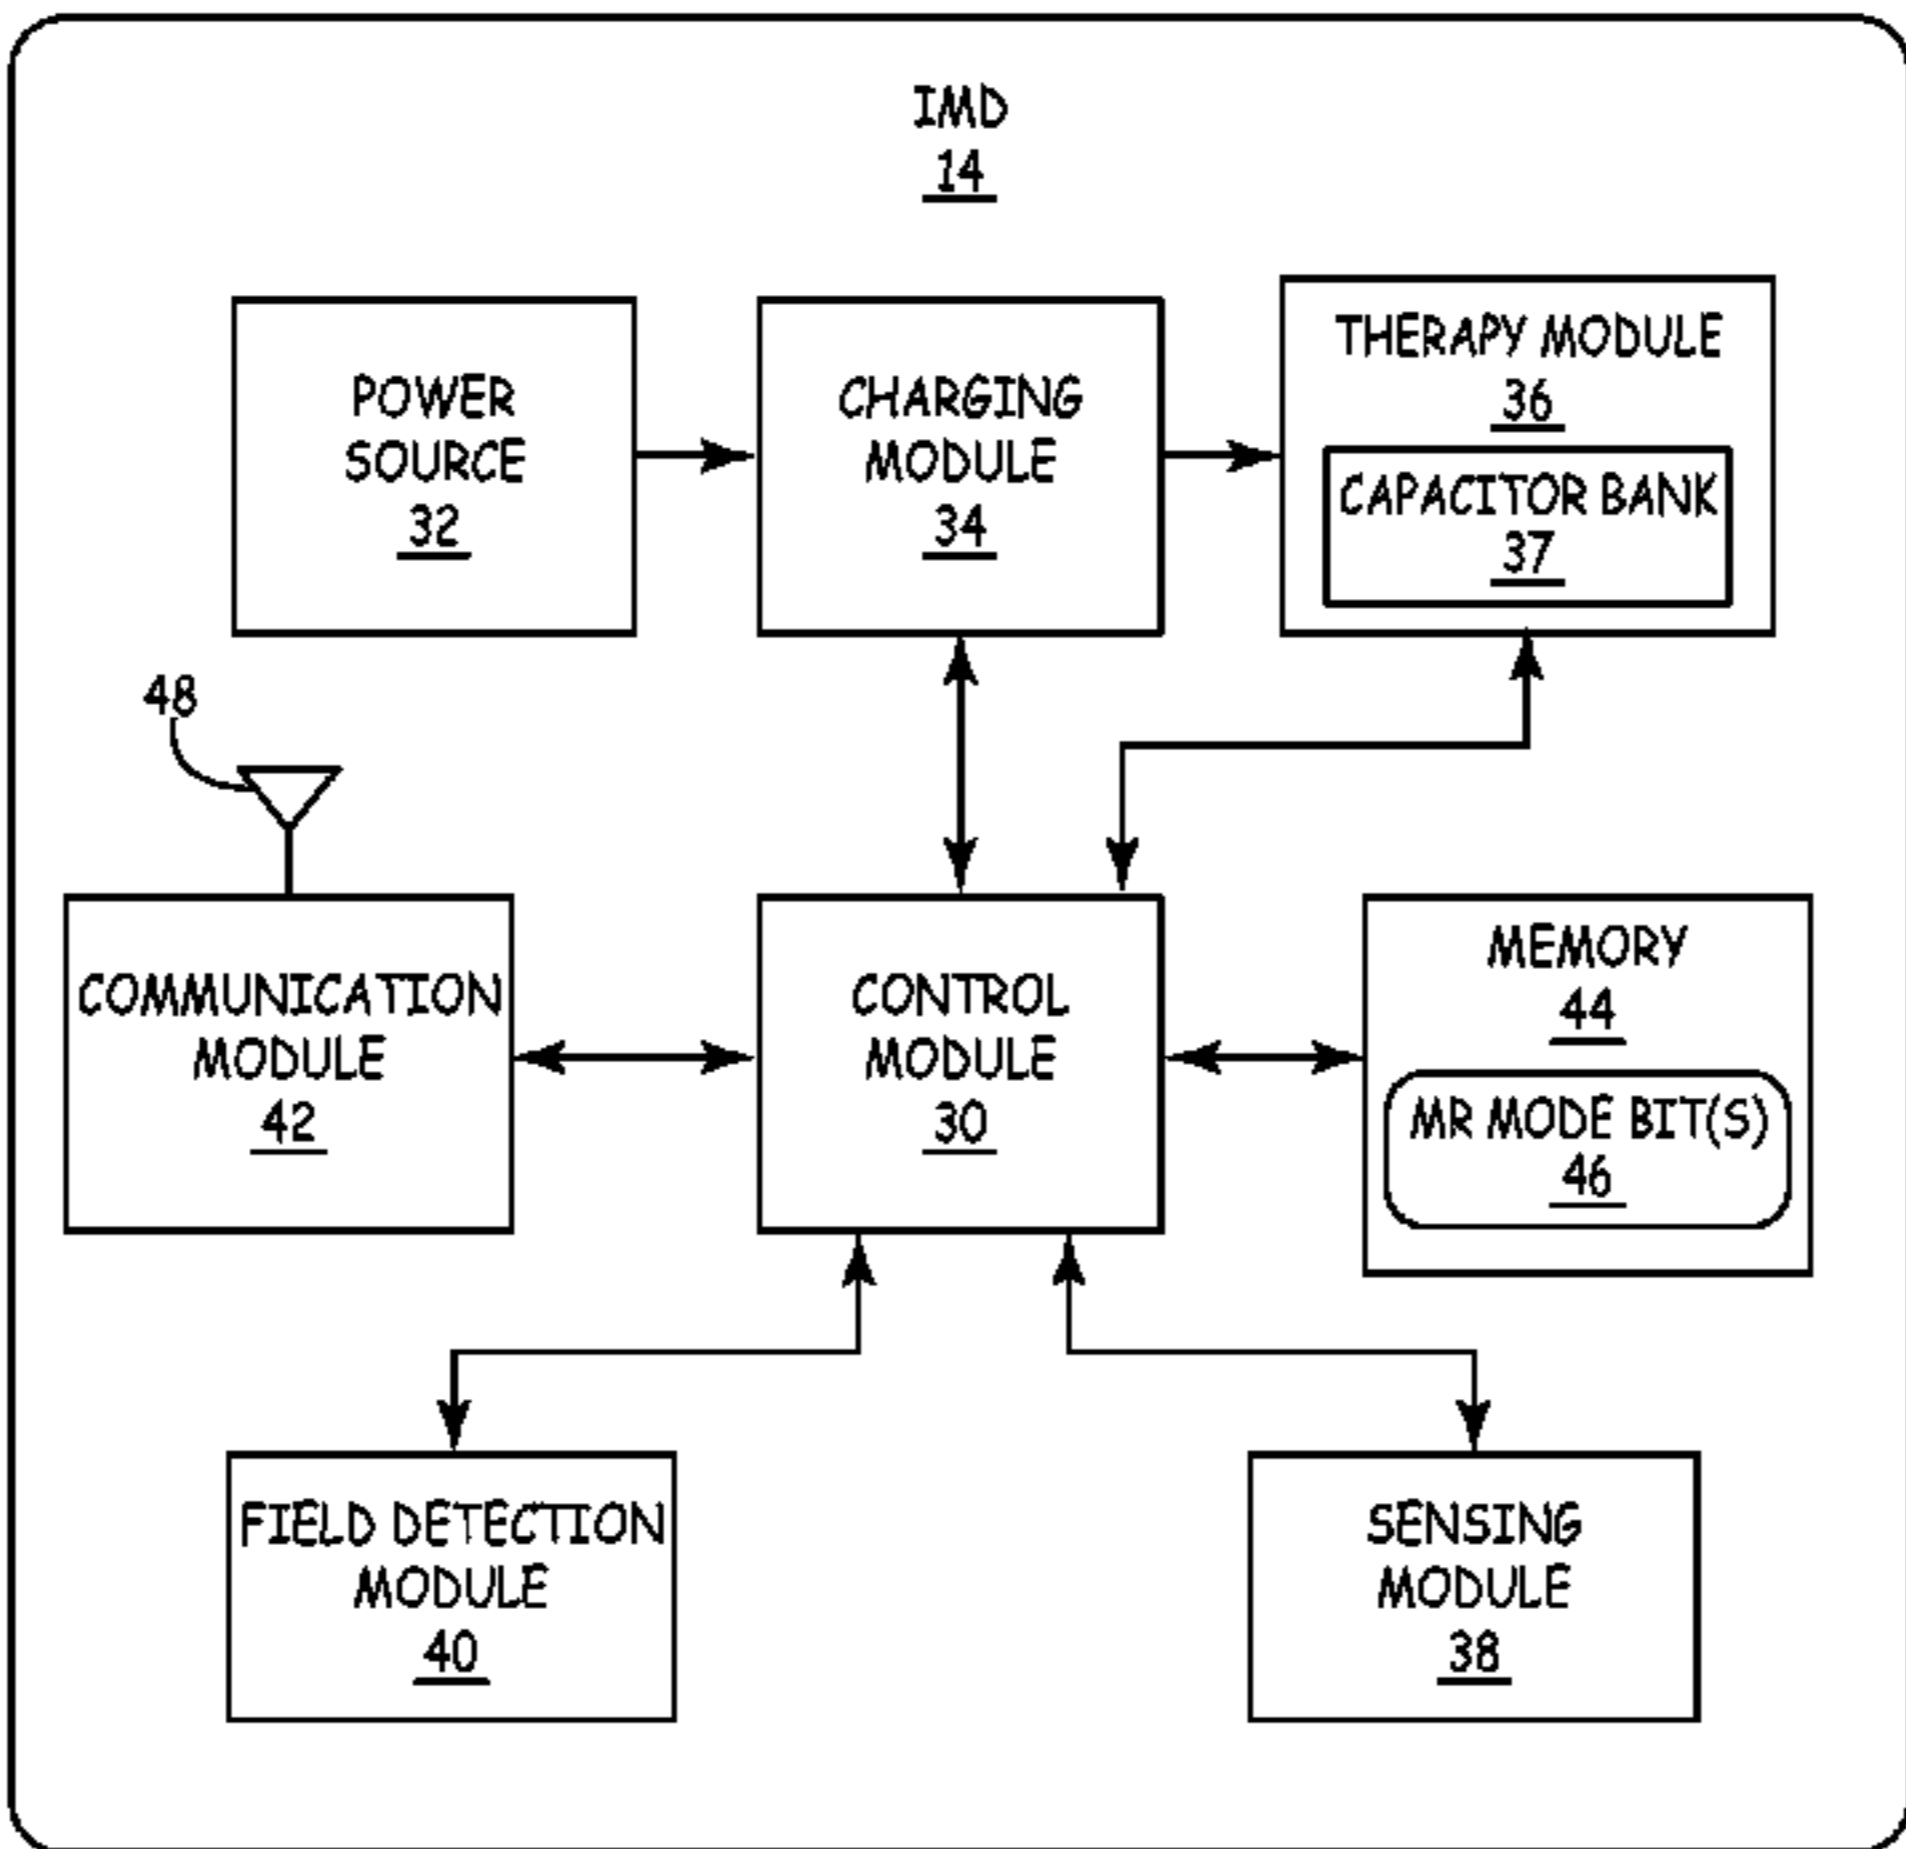 IMD
14
POWER
SOURCE
32
CHARGING
MODULE
34
THERAPY MODULE
36
CAPACITOR BANK
37
48
COMMUNICATION
MODULE
42
CONTROL
MODULE
30
MEMORY
44
MR MODE BIT(S)
46
FIELD DETECTION
MODULE
40
SENSING
MODULE
38